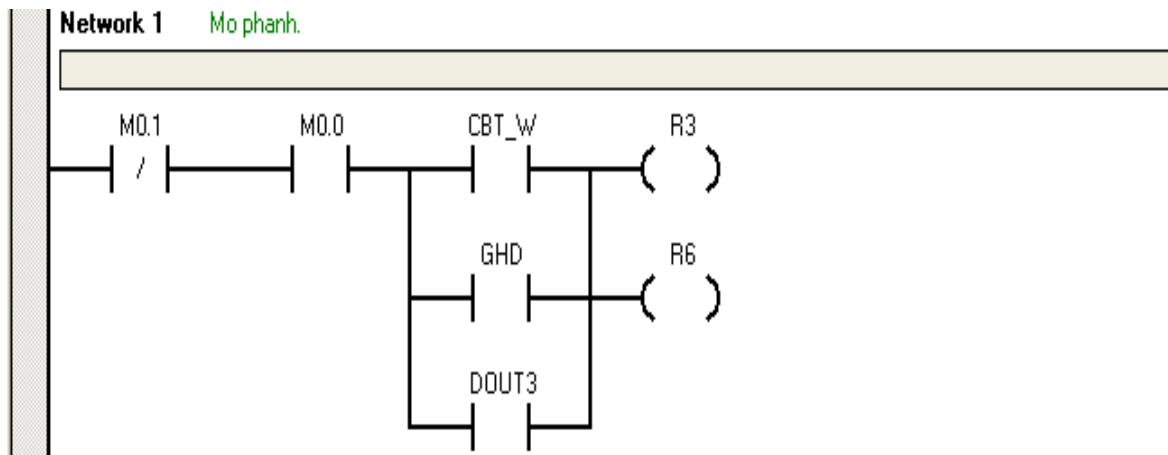 Network 1 Mo phanh.
M0.1 M0.0 CBT_W R3
/
GHD R6
DOUT3